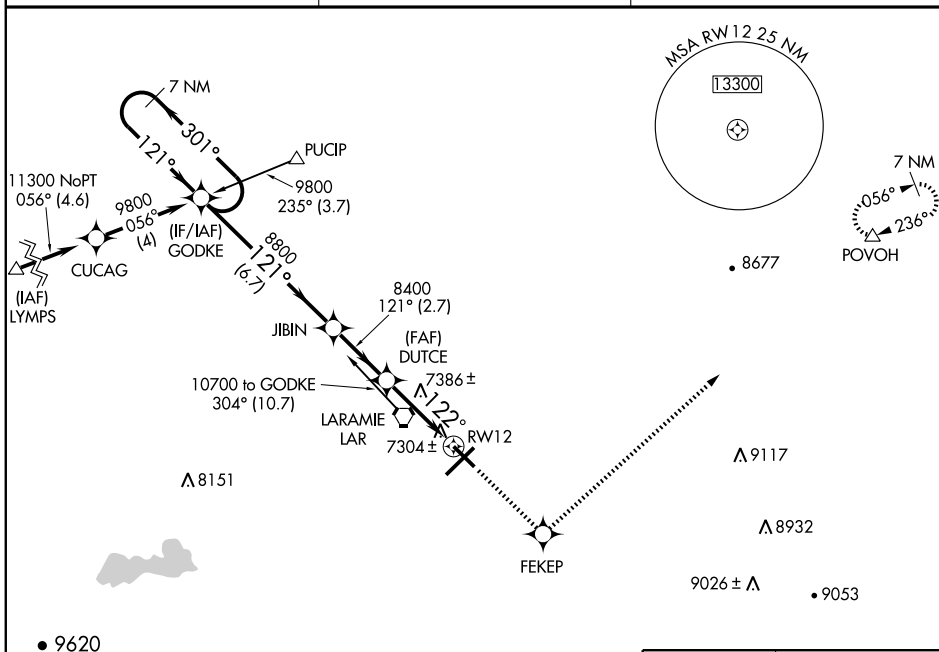 MSA RW12 25 NM
13300
7 NM
301°
121°
PUCIP
9800
235° (3.7)
11300 NoPT
056° (4.6)
9800
056°
(4)
(IF/IAF)
GODKE
CUCAG
(IAF)
LYMPS
7 NM
056°
236°
POVOH
8677
8800
121°
(6.7)
8400
121° (2.7)
JIBIN
(FAF)
DUTCE
10700 to GODKE
304° (10.7)
7386 ±
122°
LARAMIE
LAR
7304 ±
RW12
8151
9117
8932
FEKEP
9026 ±
9053
9620